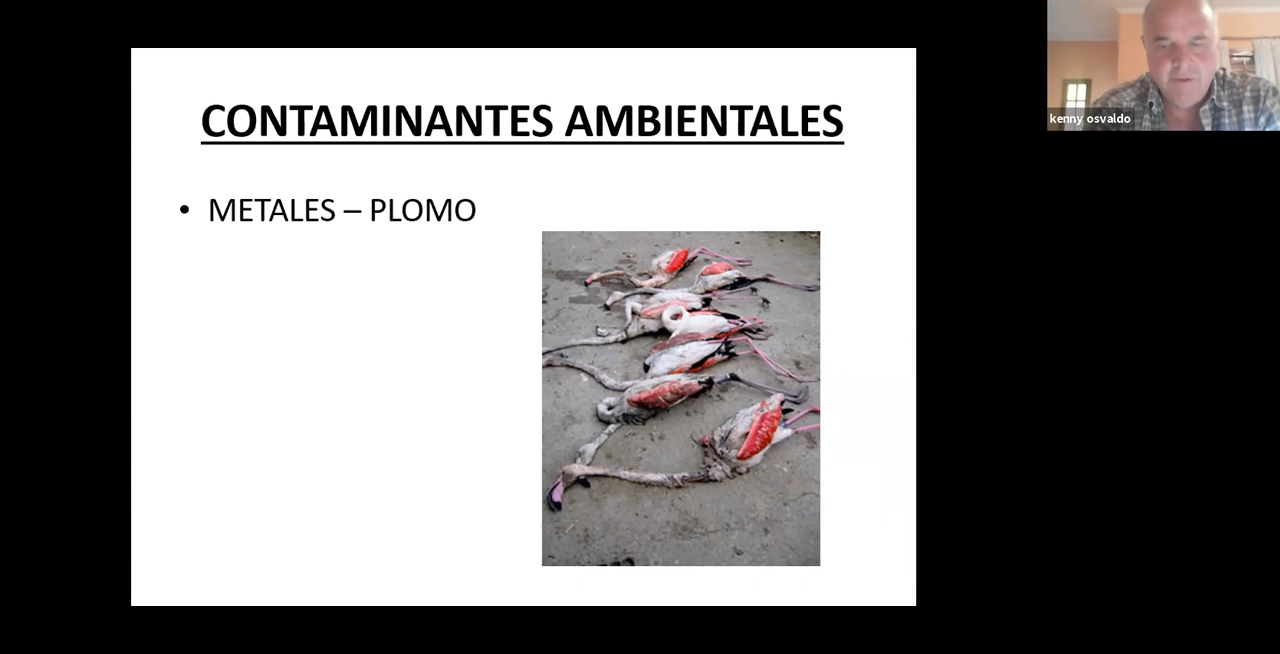 CONTAMINANTES AMBIENTALES
• METALES – PLOMO
kenny osvaldo